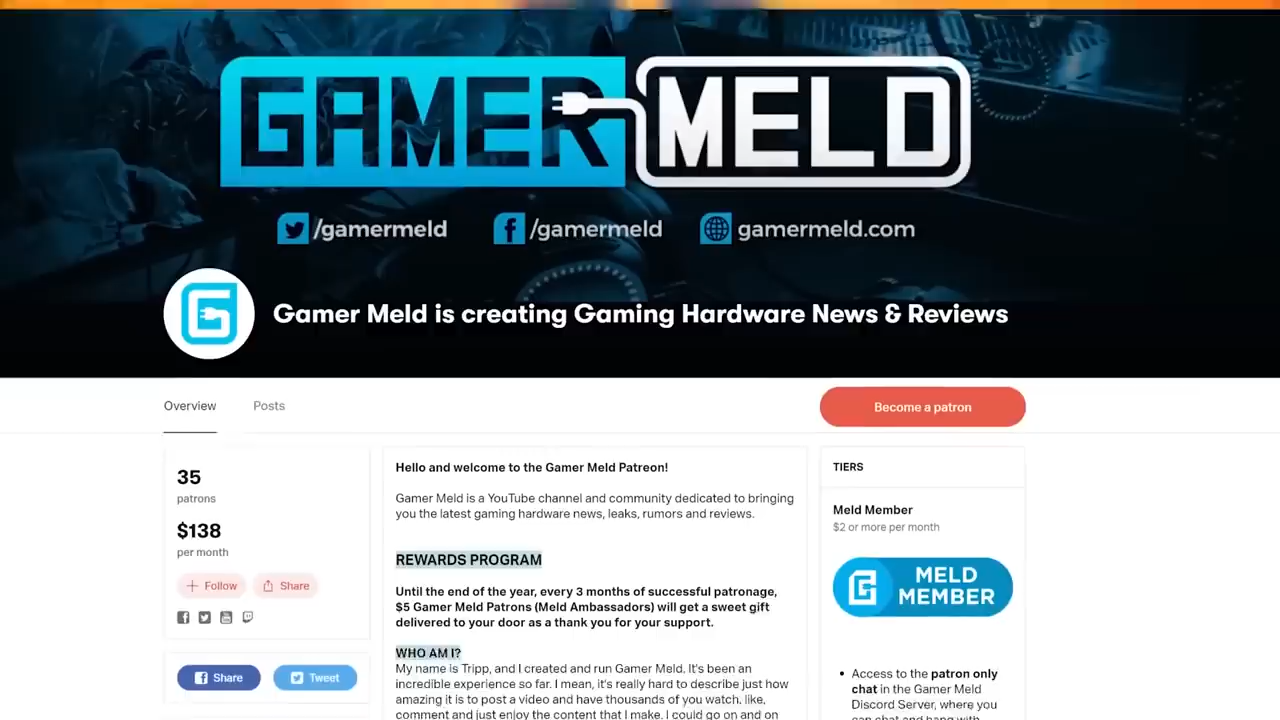 GAMER MELD
/gamermeld /gamermeld gamermeld.com
Gamer Meld is creating Gaming Hardware News & Reviews
Overview Posts
Become a patron
35
patrons
$138
per month
Follow Share
Share Tweet
Hello and welcome to the Gamer Meld Patreon!
Gamer Meld is a YouTube channel and community dedicated to bringing
you the latest gaming hardware news, leaks, rumors and reviews.
REWARDS PROGRAM
Until the end of the year, every 3 months of successful patronage,
$5 Gamer Meld Patrons (Meld Ambassadors) will get a sweet gift
delivered to your door as a thank you for your support.
WHO AM I?
My name is Tripp, and I created and run Gamer Meld. It's been an
incredible experience so far. I mean, it's really hard to describe just how
amazing it is to post a video and have thousands of you watch, like,
comment and just enjoy the content that I make. I could go on and on
TIERS
Meld Member
$2 or more per month
MELD
MEMBER
• Access to the patron only
chat in the Gamer Meld
Discord Server, where you
can chat and hang with